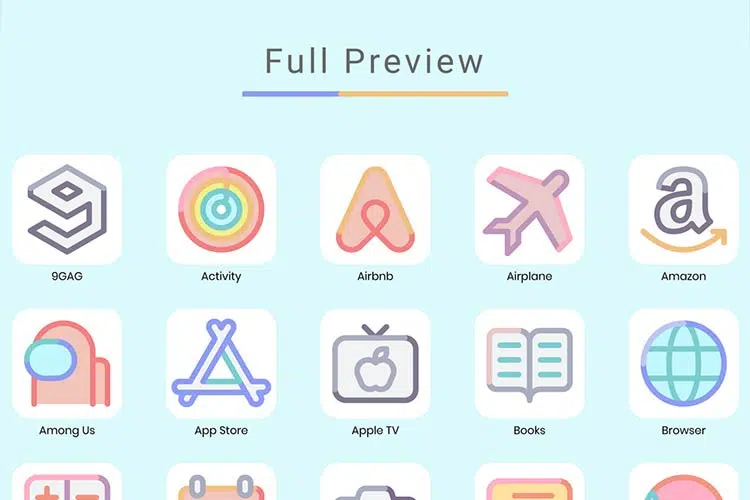 Full Preview
9GAG
Activity
Airbnb
Airplane
Amazon
Among Us
App Store
Apple TV
Books
Browser